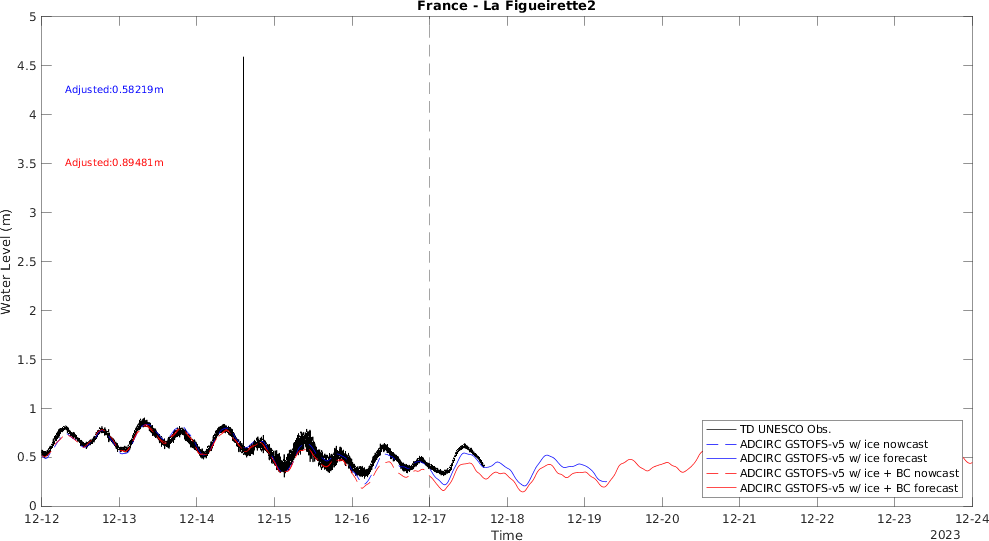 France - La Figueirette2
5
4.5
4
3.5
3
2.5
2
1.5
1
0.5
0
Water Level (m)
Adjusted:0.58219m
Adjusted:0.89481m
TD UNESCO Obs.
ADCIRC GSTOFS-v5 w/ ice nowcast
ADCIRC GSTOFS-v5 w/ ice forecast
ADCIRC GSTOFS-v5 w/ ice + BC nowcast
ADCIRC GSTOFS-v5 w/ ice + BC forecast
12-12 12-13 12-14 12-15 12-16 12-17 12-18 12-19 12-20 12-21 12-22 12-23 12-24
Time
2023